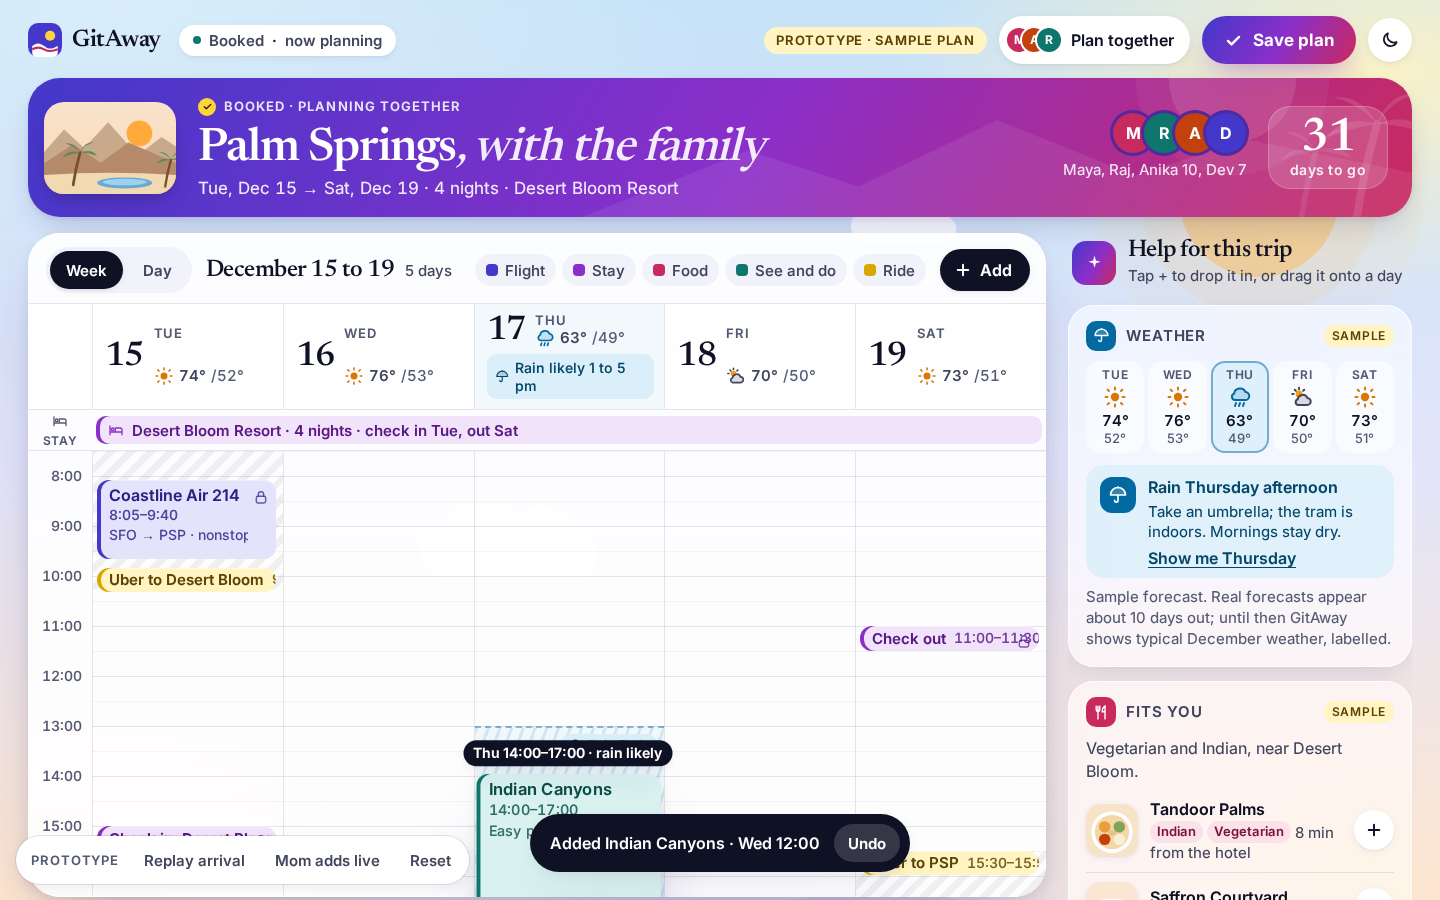 GitAway
Booked · now planning
PROTOTYPE · SAMPLE PLAN
M A R
Plan together
Save plan
BOOKED · PLANNING TOGETHER
Palm Springs, with the family
Tue, Dec 15 → Sat, Dec 19 · 4 nights · Desert Bloom Resort
M R A D
Maya, Raj, Anika 10, Dev 7
31
days to go
Week
Day
December 15 to 19 5 days
Flight
Stay
Food
See and do
Ride
+ Add
15 TUE
74° /52°
16 WED
76° /53°
17 THU
63° /49°
Rain likely 1 to 5
pm
18 FRI
70° /50°
19 SAT
73° /51°
STAY
Desert Bloom Resort · 4 nights · check in Tue, out Sat
8:00
9:00
10:00
11:00
12:00
13:00
14:00
15:00
Coastline Air 214
8:05–9:40
SFO → PSP · nonstop
Uber to Desert Bloom
Check out 11:00–11:30
Thu 14:00–17:00 · rain likely
Indian Canyons
14:00–17:00
Easy
to PSP 15:30–15:
PROTOTYPE
Replay arrival
Mom adds live
Reset
Added Indian Canyons · Wed 12:00
Undo
Help for this trip
Tap + to drop it in, or drag it onto a day
WEATHER
SAMPLE
TUE
74°
52°
WED
76°
53°
THU
63°
49°
FRI
70°
50°
SAT
73°
51°
Rain Thursday afternoon
Take an umbrella; the tram is
indoors. Mornings stay dry.
Show me Thursday
Sample forecast. Real forecasts appear
about 10 days out; until then GitAway
shows typical December weather, labelled.
FITS YOU
SAMPLE
Vegetarian and Indian, near Desert
Bloom.
Tandoor Palms
Indian Vegetarian 8 min
from the hotel
Saffron Courtyard